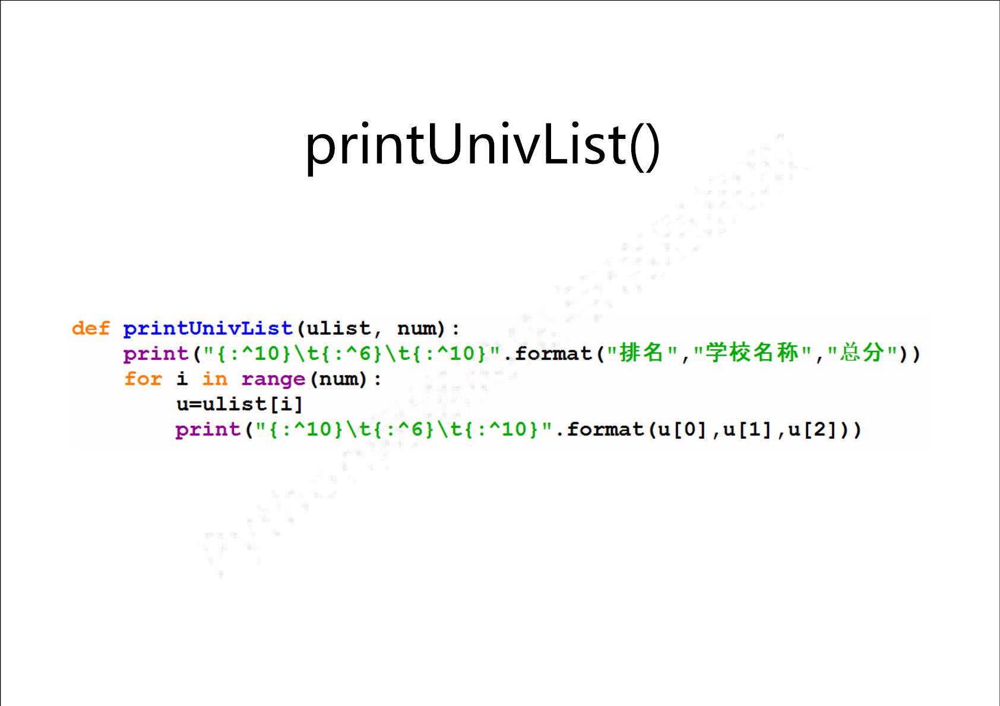 printUnivList()
def printUnivList(ulist, num):
    print("{:^10}\t{:^6}\t{:^10}".format("排名","学校名称","总分"))
    for i in range(num):
        u=ulist[i]
        print("{:^10}\t{:^6}\t{:^10}".format(u[0],u[1],u[2]))